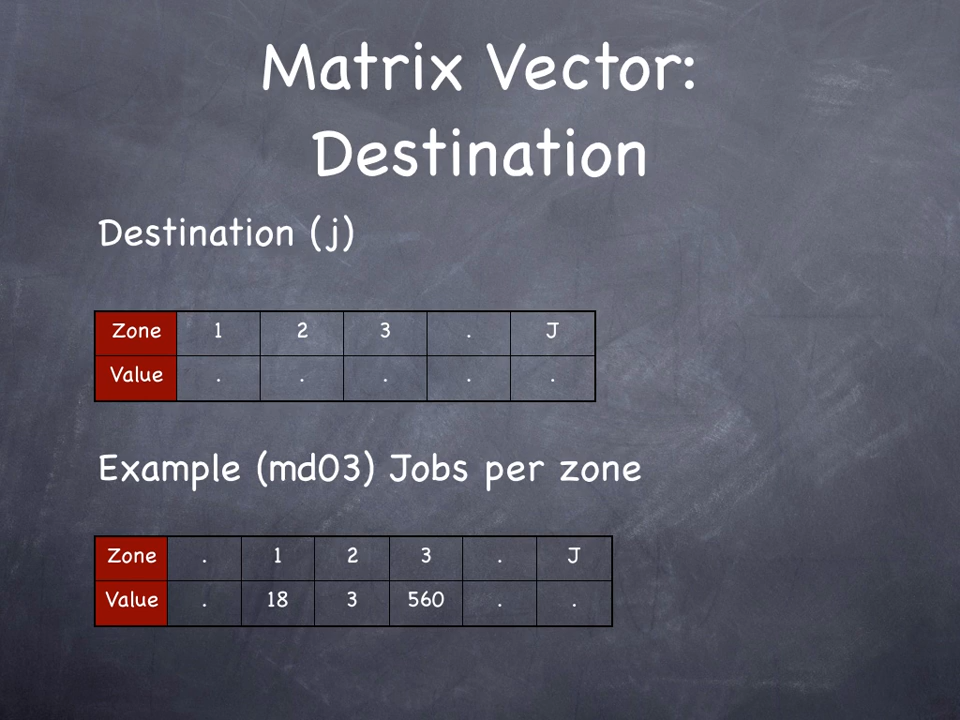 Matrix Vector:
Destination
Destination (j)
Zone 1 2 3 . J
Value . . . . .
Example (md03) Jobs per zone
Zone . 1 2 3 . J
Value . 18 3 560 . .